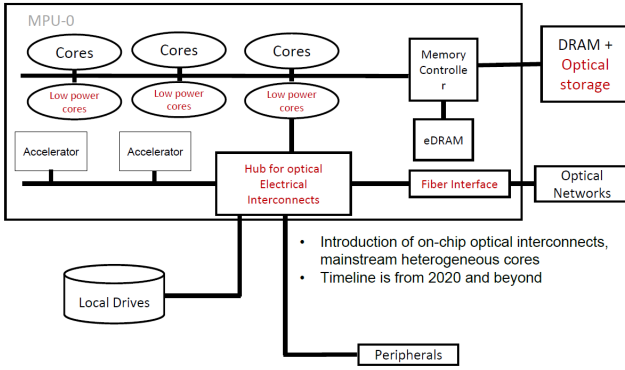 MPU-0
Cores
Cores
Cores
Low power
cores
Low power
cores
Low power
cores
Memory
Controlle
r
DRAM +
Optical
storage
eDRAM
Accelerator
Accelerator
Hub for optical
Electrical
Interconnects
Fiber Interface
Optical
Networks
• Introduction of on-chip optical interconnects,
mainstream heterogeneous cores
• Timeline is from 2020 and beyond
Local Drives
Peripherals